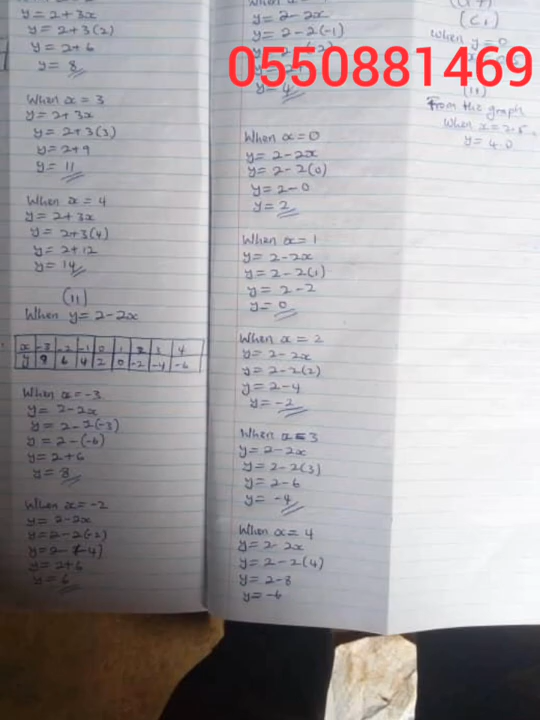 y = 2+3x
y = 2+3(2)
y = 2+6
y = 8
When x = 3
y = 2+3x
y = 2+3(3)
y = 2+9
y = 11
When x = 4
y = 2+3x
y = 2+3(4)
y = 2+12
y = 14
(11)
When y = 2-2x
x -3 -2 -1 0 1 2 3 4
y 8 6 4 2 0 -2 -4 -6
When x = -3
y = 2-2x
y = 2-2(-3)
y = 2-(-6)
y = 2+6
y = 8
When x = -2
y = 2-2x
y = 2-2(-2)
y = 2-(-4)
y = 2+6
y = 6
y = 2-2x
y = 2-2(-1)
0550881469
y = 4
When x = 0
y = 2-2x
y = 2-2(0)
y = 2-0
y = 2
When x = 1
y = 2-2x
y = 2-2(1)
y = 2-2
y = 0
When x = 2
y = 2-2x
y = 2-2(2)
y = 2-4
y = -2
When x = 3
y = 2-2x
y = 2-2(3)
y = 2-6
y = -4
When x = 4
y = 2-2x
y = 2-2(4)
y = 2-8
y = -6
(C1)
When y = 0
(11)
From the graph
When x = 2.5
y = 4.0